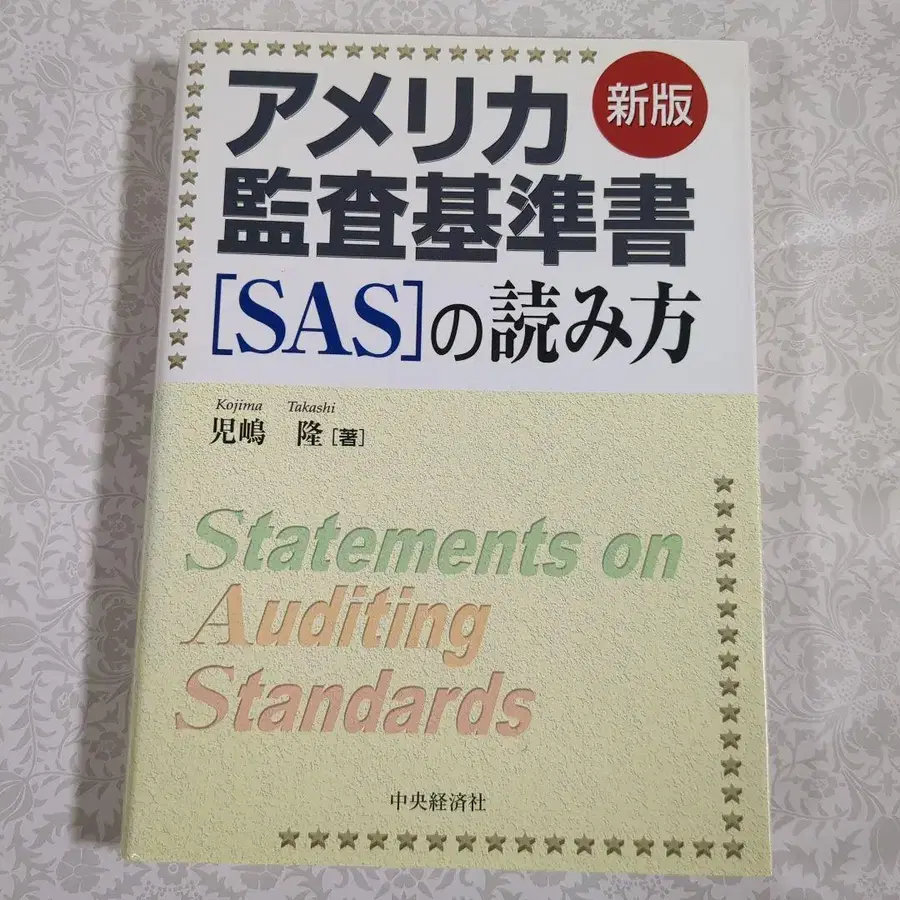 アメリカ
新版
監査基準書
[SAS]の読み方
Kojima Takashi
児嶋 隆[著]
Statements on
Auditing
Standards
中央経済社